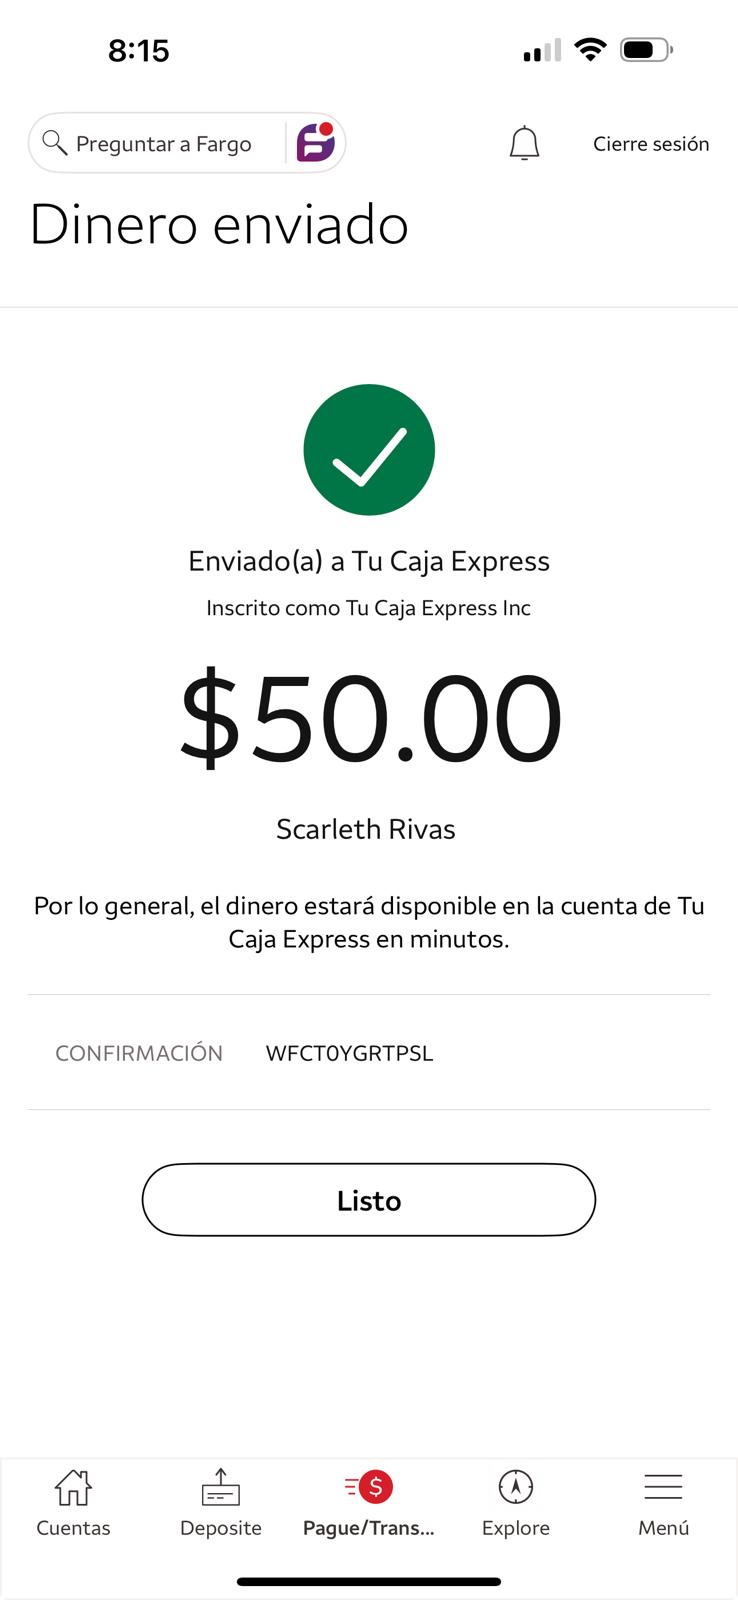 8:15
Preguntar a Fargo
Cierre sesión
Dinero enviado
Enviado(a) a Tu Caja Express
Inscrito como Tu Caja Express Inc
$50.00
Scarleth Rivas
Por lo general, el dinero estará disponible en la cuenta de Tu
Caja Express en minutos.
CONFIRMACIÓN WFCT0YGRTPSL
Listo
Cuentas
Deposite
Pague/Trans...
Explore
Menú